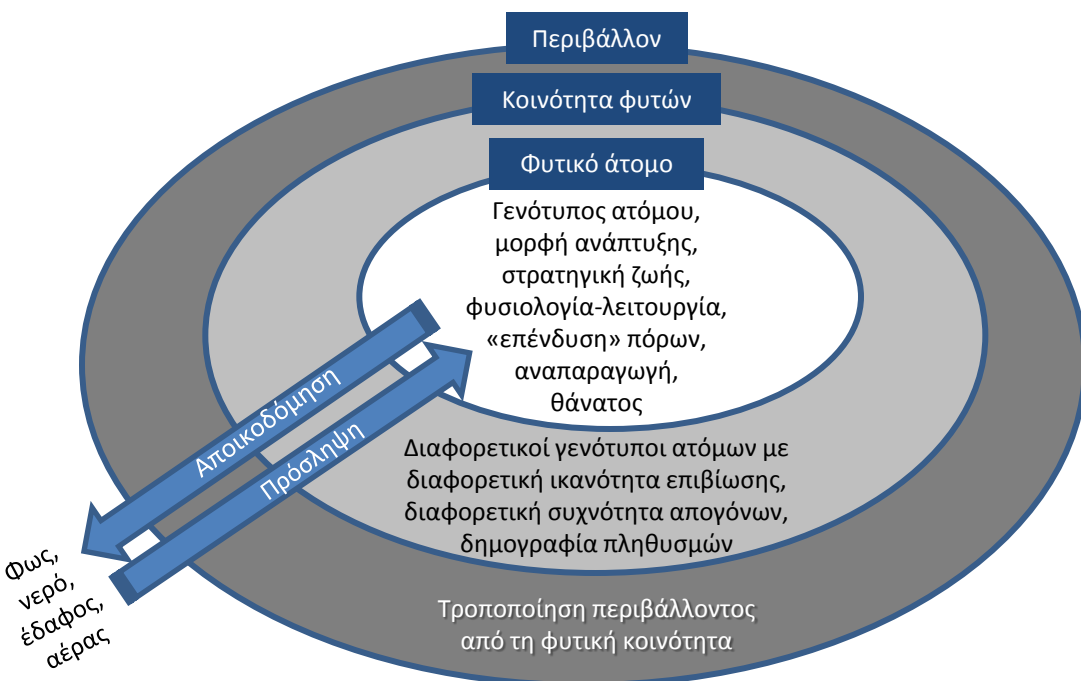 Περιβάλλον
Κοινότητα φυτών
Φυτικό άτομο
Γενότυπος ατόμου,
μορφή ανάπτυξης,
στρατηγική ζωής,
φυσιολογία-λειτουργία,
«επένδυση» πόρων,
αναπαραγωγή,
θάνατος
Αποικοδόμηση
Πρόσληψη
Διαφορετικοί γενότυποι ατόμων με
διαφορετική ικανότητα επιβίωσης,
διαφορετική συχνότητα απογόνων,
δημογραφία πληθυσμών
Φως,
νερό,
έδαφος,
αέρας
Τροποποίηση περιβάλλοντος
από τη φυτική κοινότητα